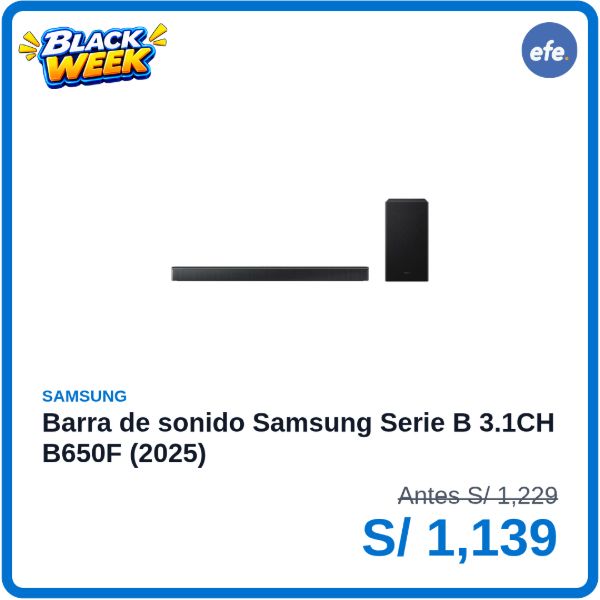 BLACK
WEEK
efe.
SAMSUNG
Barra de sonido Samsung Serie B 3.1CH
B650F (2025)
Antes S/ 1,229
S/ 1,139